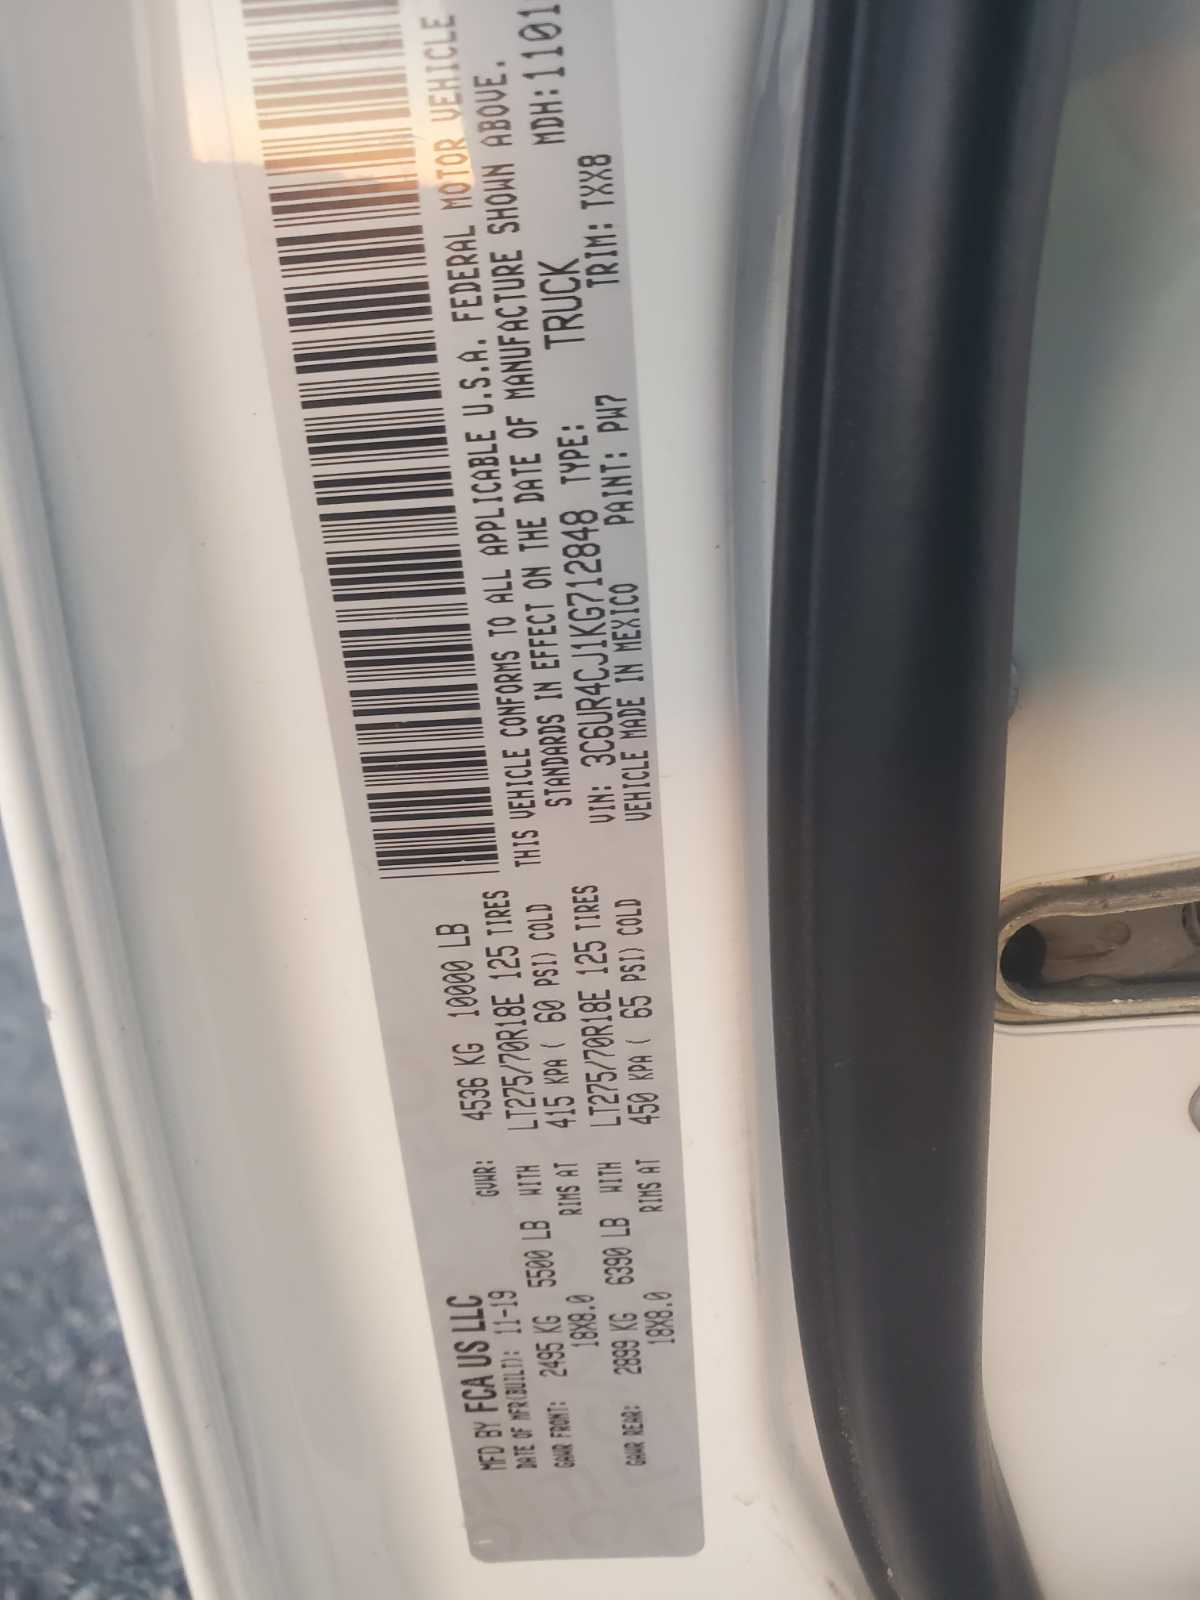 MFD BY FCA US LLC
DATE OF MFR(BUILT): 11-19
GVWR: 4536 KG 10000 LB
GAWR FRONT: 2495 KG 5500 LB WITH LT275/70R18E 125 TIRES
18X8.0 RIMS AT 415 KPA ( 60 PSI) COLD
GAWR REAR: 2899 KG 6390 LB WITH LT275/70R18E 125 TIRES
18X8.0 RIMS AT 450 KPA ( 65 PSI) COLD
THIS VEHICLE CONFORMS TO ALL APPLICABLE U.S.A. FEDERAL MOTOR VEHICLE
STANDARDS IN EFFECT ON THE DATE OF MANUFACTURE SHOWN ABOVE.
VIN: 3C6UR4CJ1KG712848 TYPE: TRUCK MDH: 1101
VEHICLE MADE IN MEXICO PAINT: PW7 TRIM: TXX8